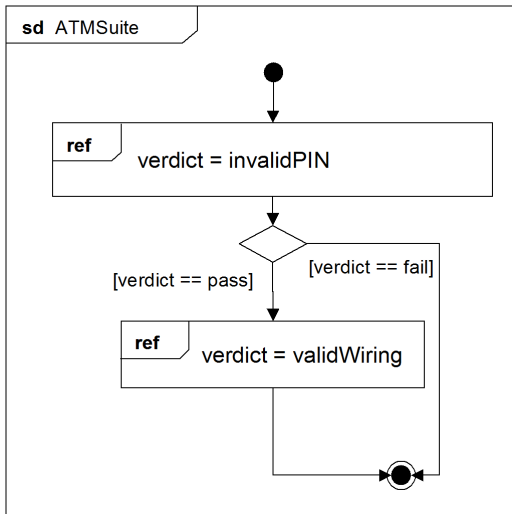 sd ATMSuite
ref
verdict = invalidPIN
[verdict == fail]
[verdict == pass]
ref
verdict = validWiring